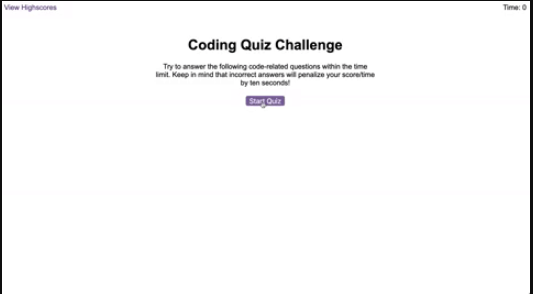 View Highscores
Time: 0
Coding Quiz Challenge
Try to answer the following code-related questions within the time
limit. Keep in mind that incorrect answers will penalize your score/time
by ten seconds!
Start Quiz